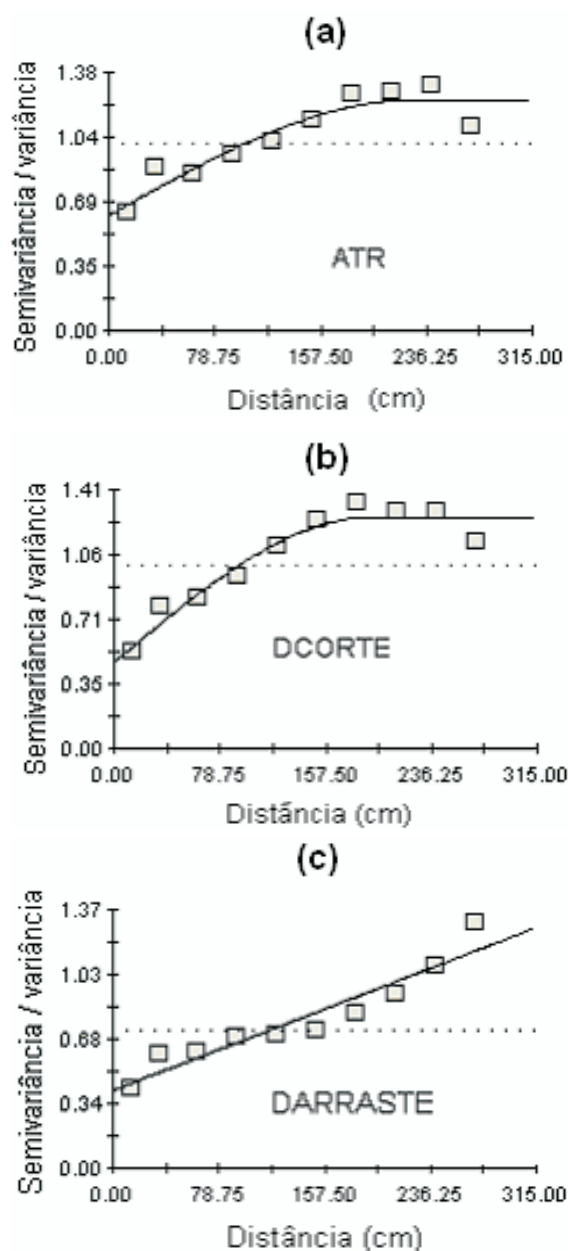 (a)
Semivariância / variância
1.38
1.04
0.69
0.35
0.00
ATR
0.00 78.75 157.50 236.25 315.00
Distância (cm)
(b)
Semivariância / variância
1.41
1.06
0.71
0.35
0.00
DCORTE
0.00 78.75 157.50 236.25 315.00
Distância (cm)
(c)
Semivariância / variância
1.37
1.03
0.68
0.34
0.00
DARRASTE
0.00 78.75 157.50 236.25 315.00
Distância (cm)